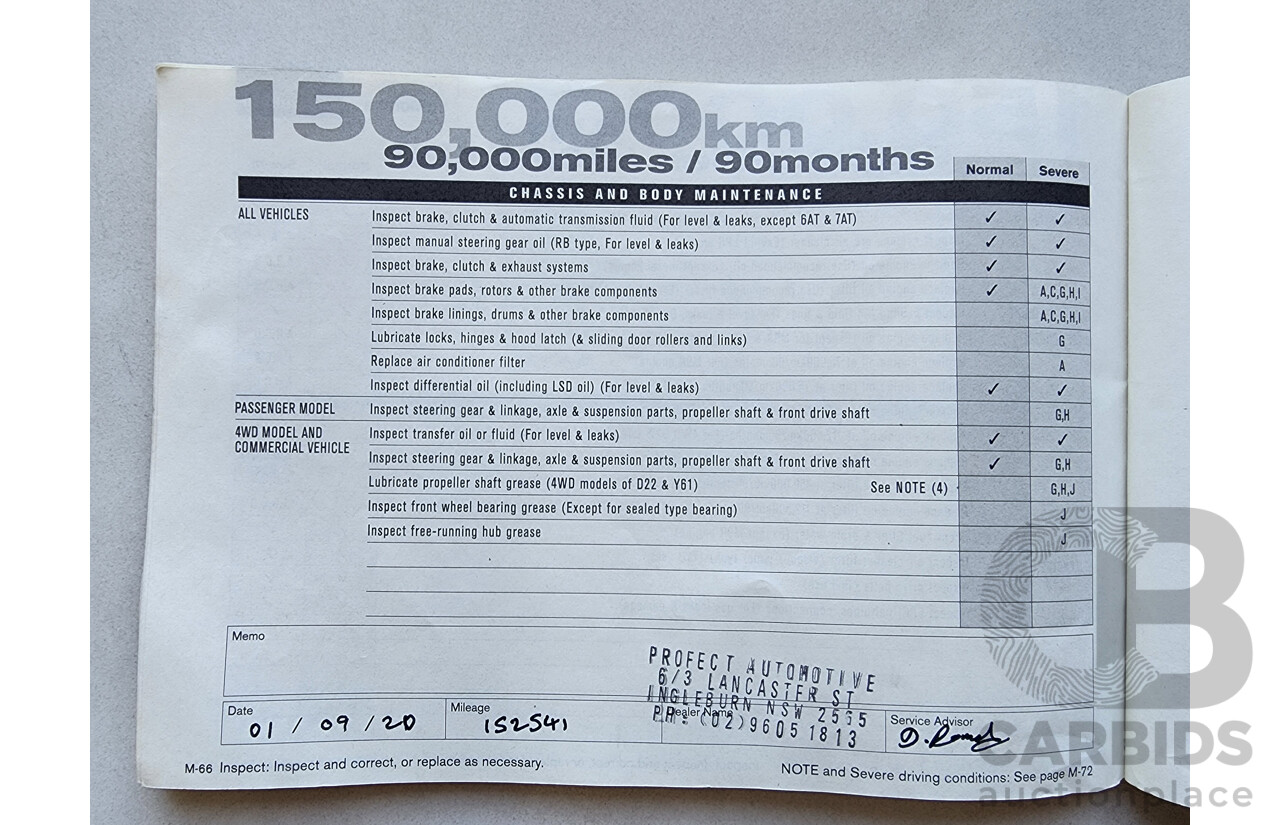 150,000km
90,000miles / 90months
Normal Severe
CHASSIS AND BODY MAINTENANCE
ALL VEHICLES Inspect brake, clutch & automatic transmission fluid (For level & leaks, except 6AT & 7AT) ✓ ✓
Inspect manual steering gear oil (RB type, For level & leaks) ✓ ✓
Inspect brake, clutch & exhaust systems ✓ ✓
Inspect brake pads, rotors & other brake components ✓ A,C,G,H,I
Inspect brake linings, drums & other brake components A,C,G,H,I
Lubricate locks, hinges & hood latch (& sliding door rollers and links) G
Replace air conditioner filter A
Inspect differential oil (including LSD oil) (For level & leaks) ✓ ✓
PASSENGER MODEL Inspect steering gear & linkage, axle & suspension parts, propeller shaft & front drive shaft G,H
4WD MODEL AND Inspect transfer oil or fluid (For level & leaks) ✓ ✓
COMMERCIAL VEHICLE Inspect steering gear & linkage, axle & suspension parts, propeller shaft & front drive shaft ✓ G,H
Lubricate propeller shaft grease (4WD models of D22 & Y61) See NOTE (4) G,H,J
Inspect front wheel bearing grease (Except for sealed type bearing) J
Inspect free-running hub grease J
Memo
PROFECT AUTOMOTIVE
6/3 LANCASTER ST
INGLEBURN NSW 2565
PH: (02) 9605 1813
Date Mileage Dealer Name Service Advisor
01 / 09 / 20 152541
M-66 Inspect: Inspect and correct, or replace as necessary. NOTE and Severe driving conditions: See page M-72
CB
CARBIDS
auctionplace